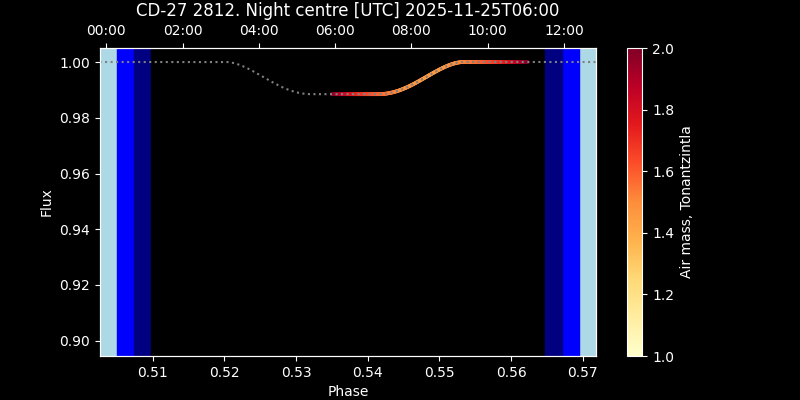 CD-27 2812. Night centre [UTC] 2025-11-25T06:00
00:00 02:00 04:00 06:00 08:00 10:00 12:00
1.00
0.98
0.96
0.94
0.92
0.90
Flux
0.51 0.52 0.53 0.54 0.55 0.56 0.57
Phase
2.0
1.8
1.6
1.4
1.2
1.0
Air mass, Tonantzintla